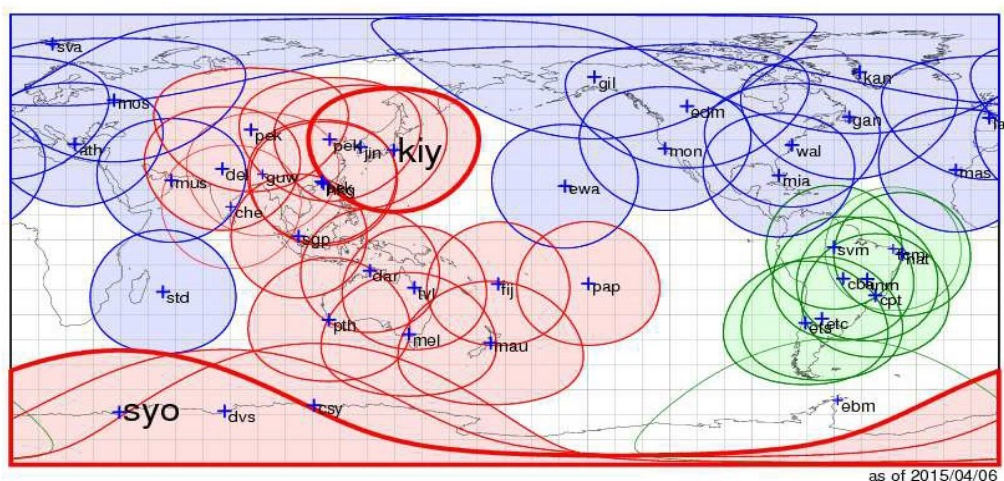 sva
kan
gil
mos
edm
gan
pek
pek
kiy
jin
ath
mon
wal
del
guw
mus
mia
mas
ewa
che
sgp
svm
dar
std
tvl
fij
pap
cpt
pth
etc
mel
mau
syo
dvs
csy
ebm
as of 2015/04/06